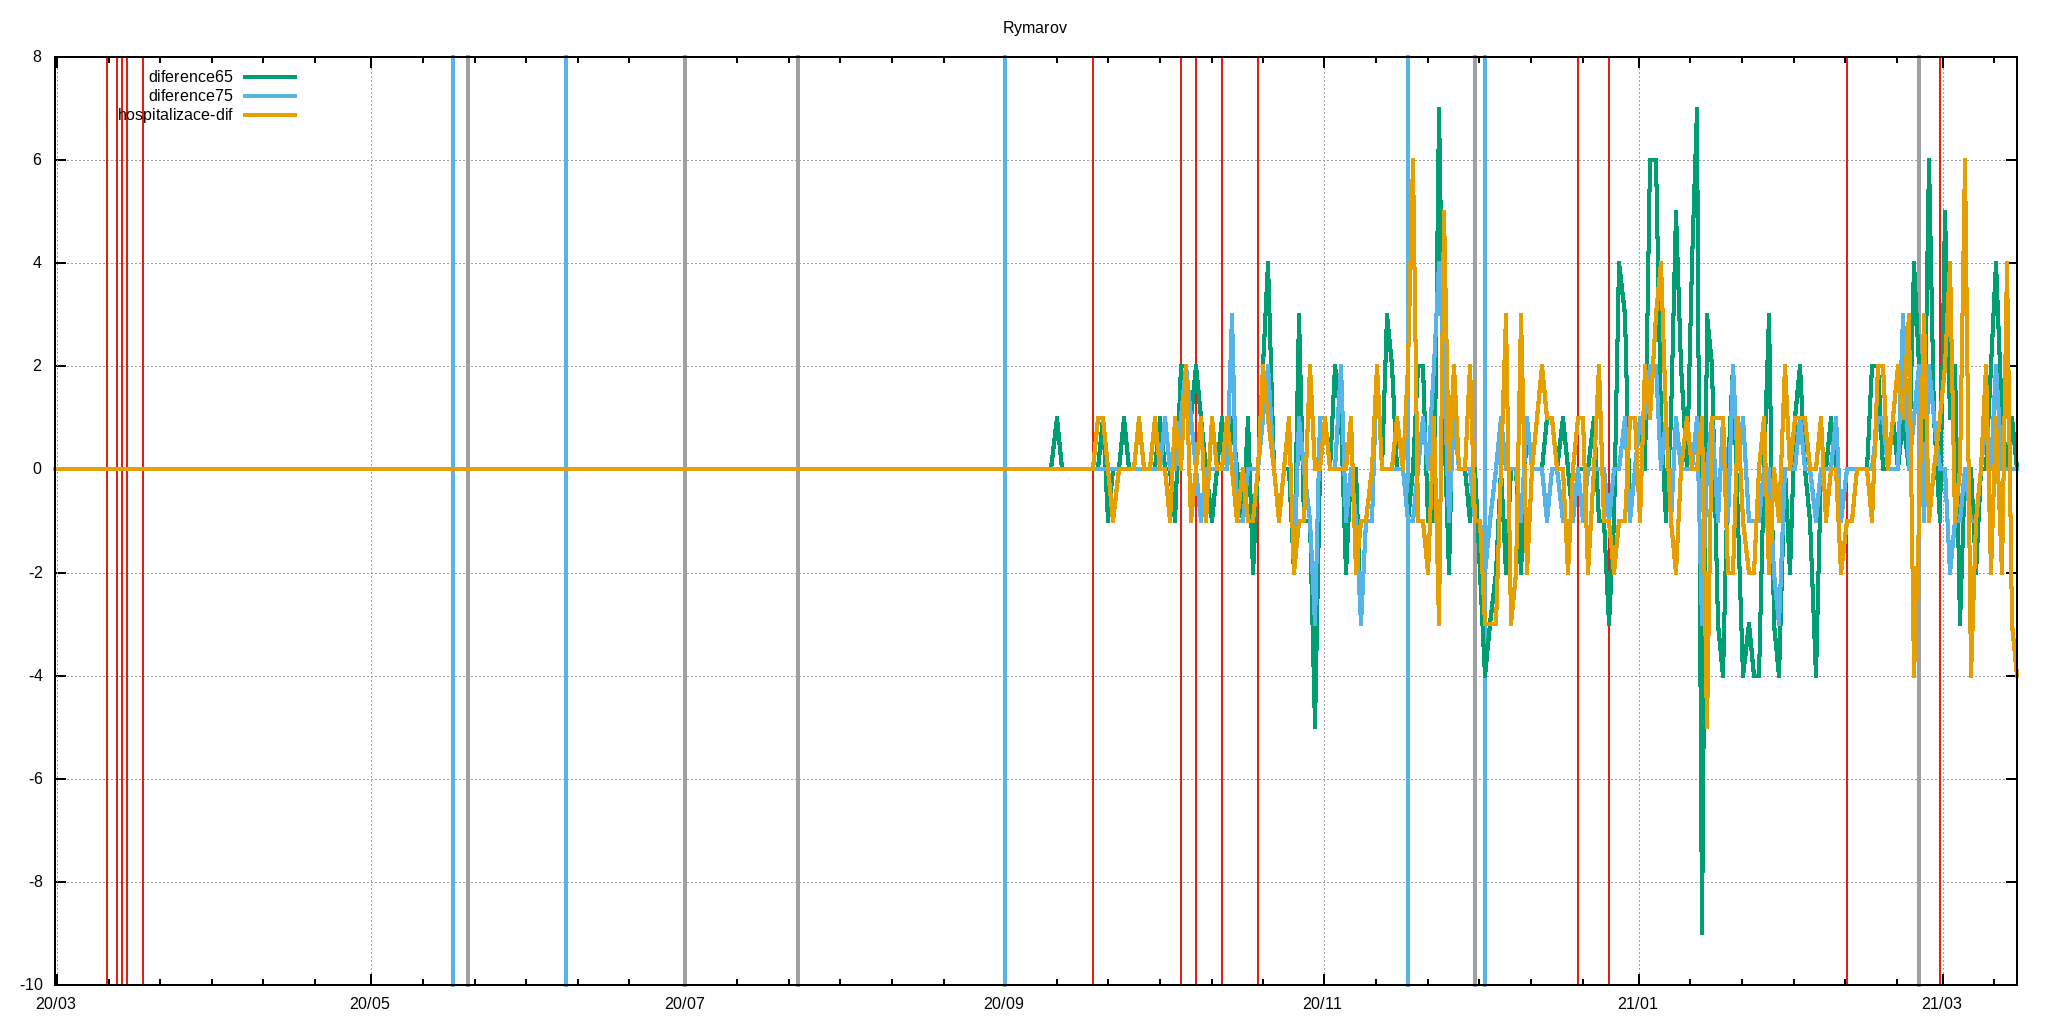 Rymarov
8
diference65
diference75
hospitalizace-dif
6
4
2
0
-2
-4
-6
-8
-10
20/03 20/05 20/07 20/09 20/11 21/01 21/03